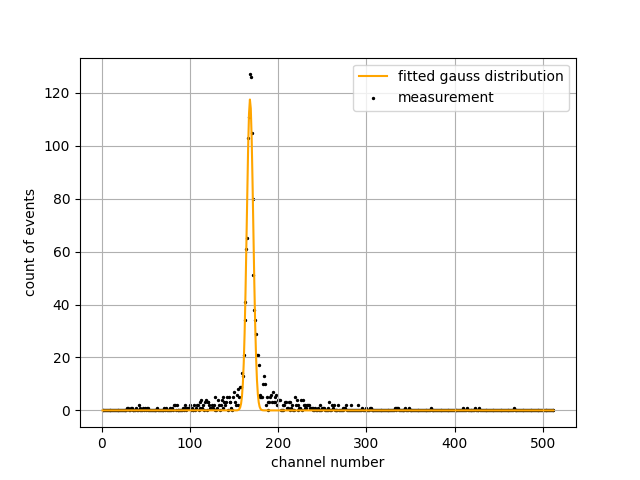 fitted gauss distribution
measurement
120
100
80
60
40
20
0
count of events
0 100 200 300 400 500
channel number